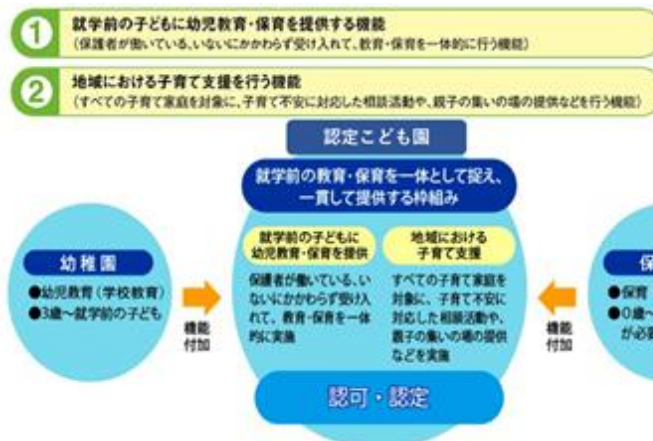 1
就学前の子どもに幼児教育・保育を提供する機能
(保護者が働いている、いないにかかわらず受け入れて、教育・保育を一体的に行う機能)
2
地域における子育て支援を行う機能
(すべての子育て家庭を対象に、子育て不安に対応した相談活動や、親子の集いの場の提供などを行う機能)
認定こども園
就学前の教育・保育を一体として捉え、
一貫して提供する枠組み
幼稚園
●幼児教育(学校教育)
●3歳〜就学前の子ども
機能
付加
就学前の子どもに
幼児教育・保育を提供
保護者が働いている、い
ないにかかわらず受け入
れて、教育・保育を一体
的に実施
地域における
子育て支援
すべての子育て家庭を
対象に、子育て不安に
対応した相談活動や、
親子の集いの場の提供
などを実施
認可・認定
機能
付加
保
●保育
●0歳〜
が必要